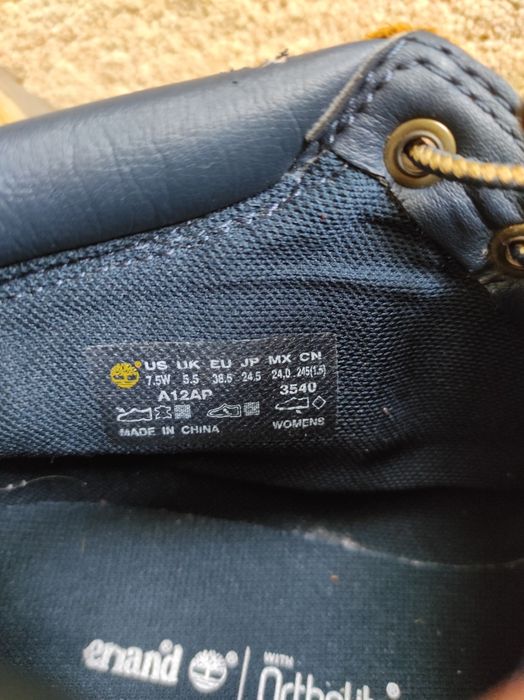 US UK EU JP MX CN
7.5W 5.5 38.5 24.5 24.0 245(1.5)
A12AP 3540
MADE IN CHINA WOMENS
WITH